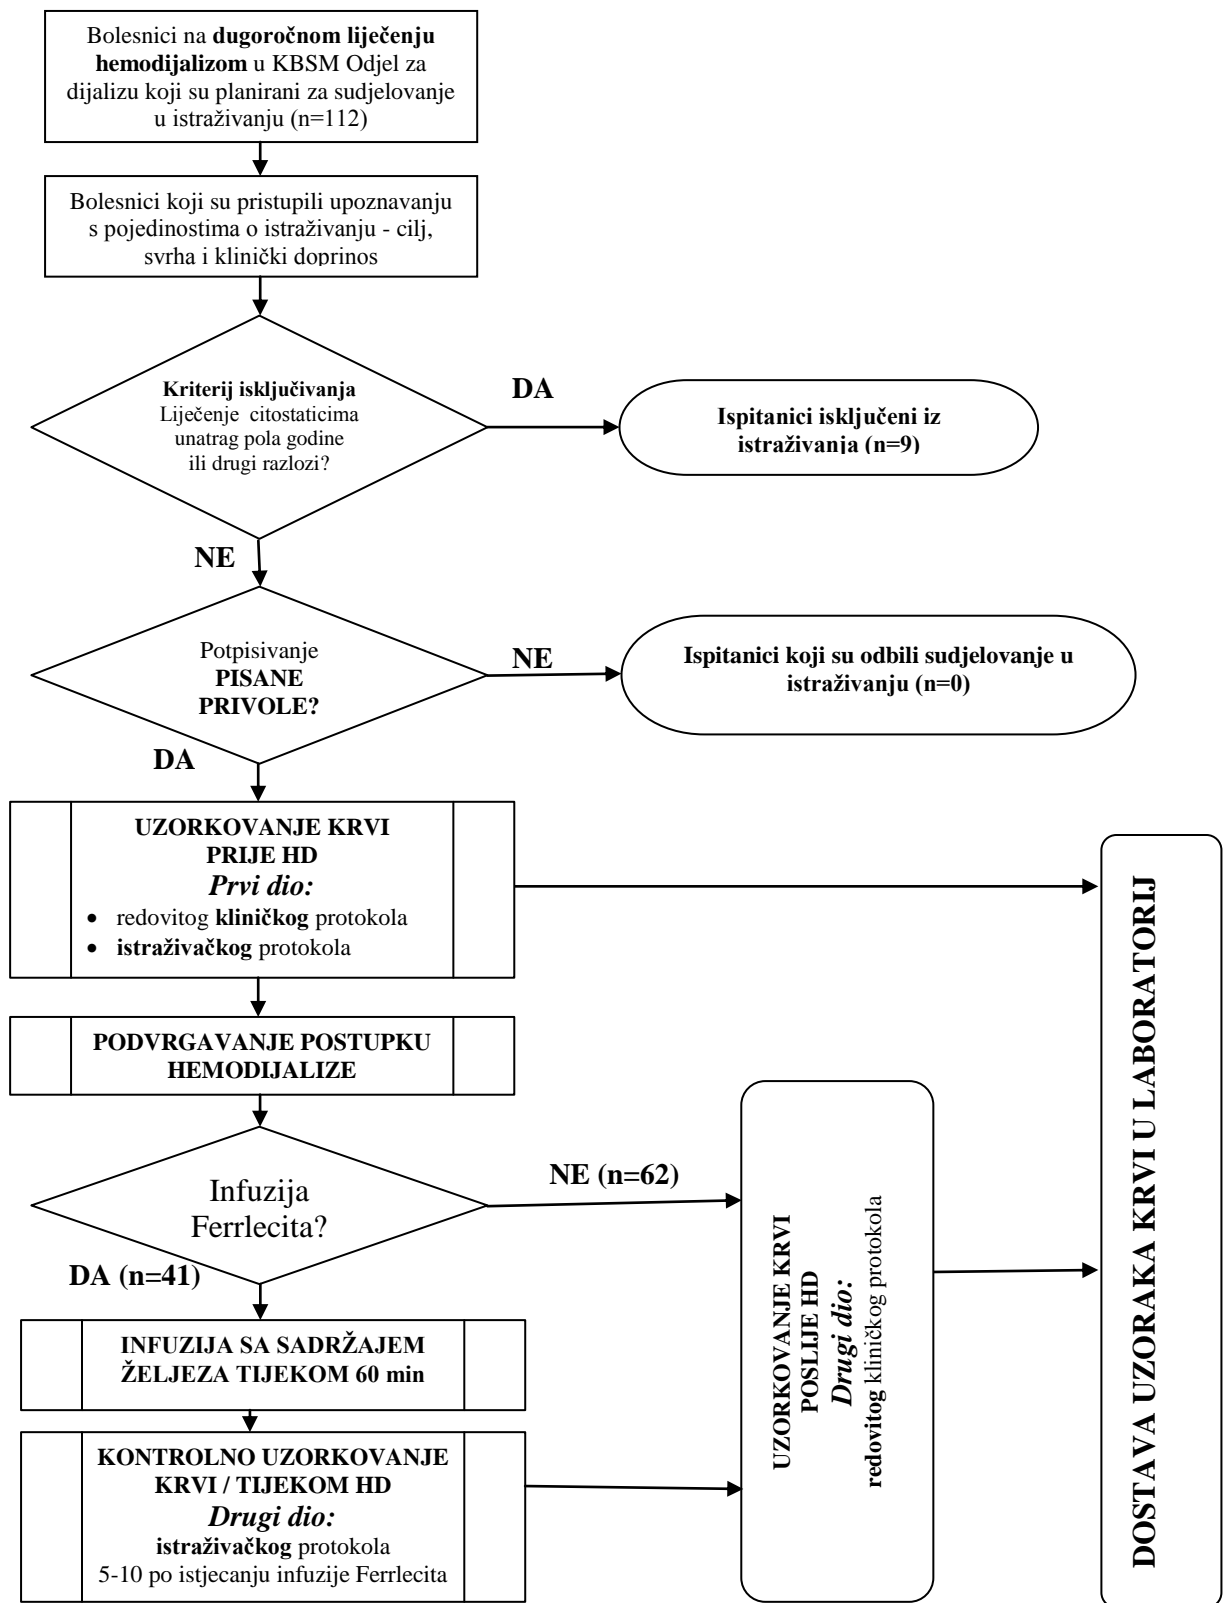 Bolesnici na dugoročnom liječenju
hemodijalizom u KBSM Odjel za
dijalizu koji su planirani za sudjelovanje
u istraživanju (n=112)
Bolesnici koji su pristupili upoznavanju
s pojedinostima o istraživanju - cilj,
svrha i klinički doprinos
Kriterij isključivanja
Liječenje citostaticima
unatrag pola godine
ili drugi razlozi?
DA
Ispitanici isključeni iz
istraživanja (n=9)
NE
Potpisivanje
PISANE
PRIVOLE?
NE
Ispitanici koji su odbili sudjelovanje u
istraživanju (n=0)
DA
UZORKOVANJE KRVI
PRIJE HD
Prvi dio:
• redovitog kliničkog protokola
• istraživačkog protokola
PODVRGAVANJE POSTUPKU
HEMODIJALIZE
Infuzija
Ferrlecita?
NE (n=62)
DA (n=41)
INFUZIJA SA SADRŽAJEM
ŽELJEZA TIJEKOM 60 min
KONTROLNO UZORKOVANJE
KRVI / TIJEKOM HD
Drugi dio:
istraživačkog protokola
5-10 po istjecanju infuzije Ferrlecita
UZORKOVANJE KRVI
POSLIJE HD
Drugi dio:
redovitog kliničkog protokola
DOSTAVA UZORAKA KRVI U LABORATORIJ